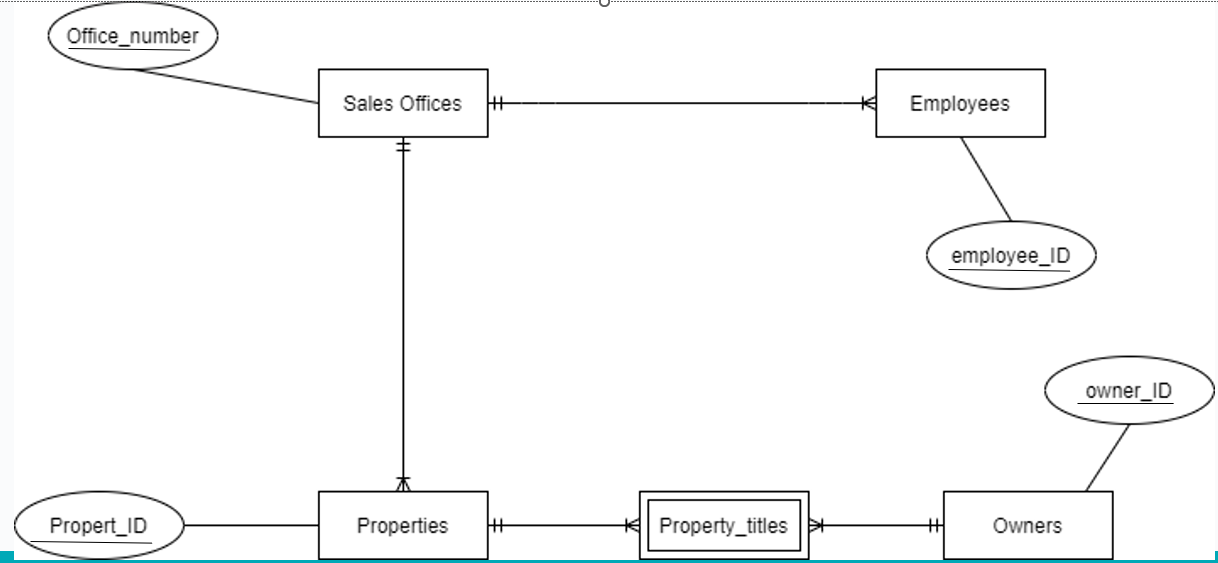 Office_number
Sales Offices
Employees
employee_ID
owner_ID
Propert_ID
Properties
Property_titles
Owners